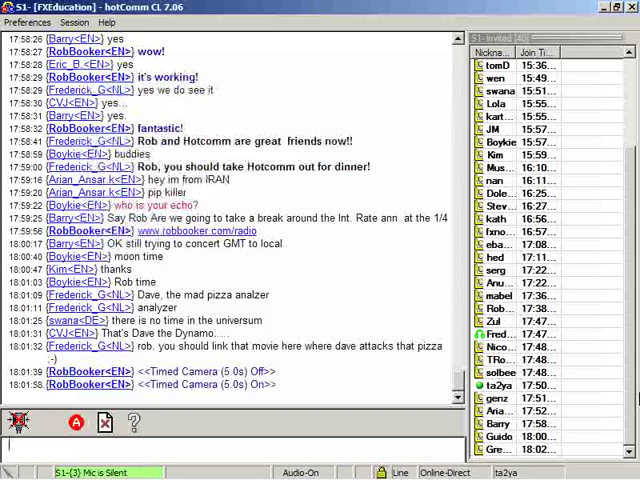 S1- [FXEducation] - hotComm CL 7.06
Preferences Session Help
17:58:26 {Barry<EN>} yes
17:58:27 {RobBooker<EN>} wow!
17:58:28 {Eric_B.<EN>} yes
17:58:29 {RobBooker<EN>} it's working!
17:58:29 {Frederick_G<NL>} yes we do see it
17:58:30 {CVJ<EN>} yes...
17:58:31 {Barry<EN>} yes.
17:58:32 {RobBooker<EN>} fantastic!
17:58:41 {Frederick_G<NL>} Rob and Hotcomm are great friends now!!
17:58:59 {Boykie<EN>} buddies
17:59:00 {Frederick_G<NL>} Rob, you should take Hotcomm out for dinner!
17:59:16 {Arian_Ansar.k<EN>} hey im from IRAN
17:59:20 {Arian_Ansar.k<EN>} pip killer
17:59:22 {Boykie<EN>} who is your echo?
17:59:25 {Barry<EN>} Say Rob Are we going to take a break around the Int. Rate ann. at the 1/4
17:59:56 {RobBooker<EN>} www.robbooker.com/radio
18:00:17 {Barry<EN>} OK still trying to concert GMT to local
18:00:40 {Boykie<EN>} moon time
18:00:47 {Kim<EN>} thanks
18:01:03 {Boykie<EN>} Rob time
18:01:09 {Frederick_G<NL>} Dave, the mad pizza analzer
18:01:11 {Frederick_G<NL>} analyzer
18:01:25 {swana<DE>} there is no time in the universum
18:01:31 {CVJ<EN>} That's Dave the Dynamo.....
18:01:32 {Frederick_G<NL>} rob, you should link that movie here where dave attacks that pizza
;-)
18:01:39 {RobBooker<EN>} <<Timed Camera (5.0s) Off>>
18:01:58 {RobBooker<EN>} <<Timed Camera (5.0s) On>>
S1- Invited [40]
Nickna... Join Ti...
tomD 15:36...
wen 15:49...
swana 15:51...
Lola 15:55...
kart... 15:55...
JM 15:57...
Boykie 15:57...
Kim 15:59...
Mus... 16:10...
nan 16:11...
Dole... 16:25...
Stev... 16:27...
kath 16:56...
fxno... 16:56...
eba... 17:08...
hed 17:11...
serg 17:22...
Anu... 17:22...
mabel 17:36...
Rob... 17:38...
Zul 17:47...
Fred... 17:47...
Nico... 17:48...
TRo... 17:48...
solbee 17:48...
ta2ya 17:50...
genz 17:51...
Aria... 17:52...
Barry 17:58...
Guido 18:00...
Gre... 18:02...
A ?
S1-{3} Mic is Silent Audio-On Line Online-Direct ta2ya